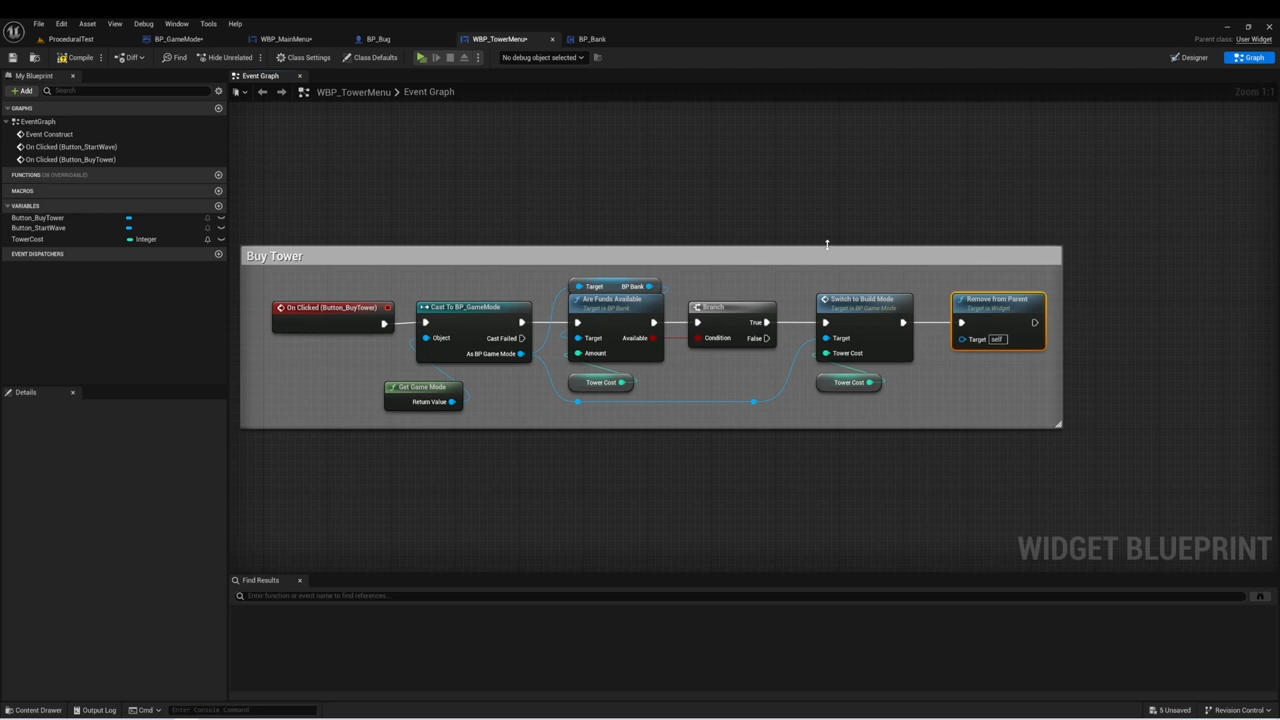 File Edit Asset View Debug Window Tools Help
ProceduralTest BP_GameMode• WBP_MainMenu• BP_Bug WBP_TowerMenu• BP_Bank Parent class: User Widget
Compile Diff Find Hide Unrelated Class Settings Class Defaults No debug object selected Designer Graph
My Blueprint Event Graph
+ Add Search WBP_TowerMenu > Event Graph Zoom 1:1
GRAPHS
EventGraph
Event Construct
On Clicked (Button_StartWave)
On Clicked (Button_BuyTower)
FUNCTIONS (38 OVERRIDABLE)
MACROS
VARIABLES
Button_BuyTower
Button_StartWave
TowerCost Integer
EVENT DISPATCHERS
Details
Buy Tower
On Clicked (Button_BuyTower)
Cast To BP_GameMode
Object Cast Failed
As BP Game Mode
Get Game Mode
Return Value
Target BP Bank
Are Funds Available
Target is BP Bank
Target Available
Amount
Tower Cost
Branch
True
Condition False
Switch to Build Mode
Target is BP Game Mode
Target
Tower Cost
Tower Cost
Remove from Parent
Target is Widget
Target self
WIDGET BLUEPRINT
Find Results
Enter function or event name to find references...
Content Drawer Output Log Cmd Enter Console Command 5 Unsaved Revision Control